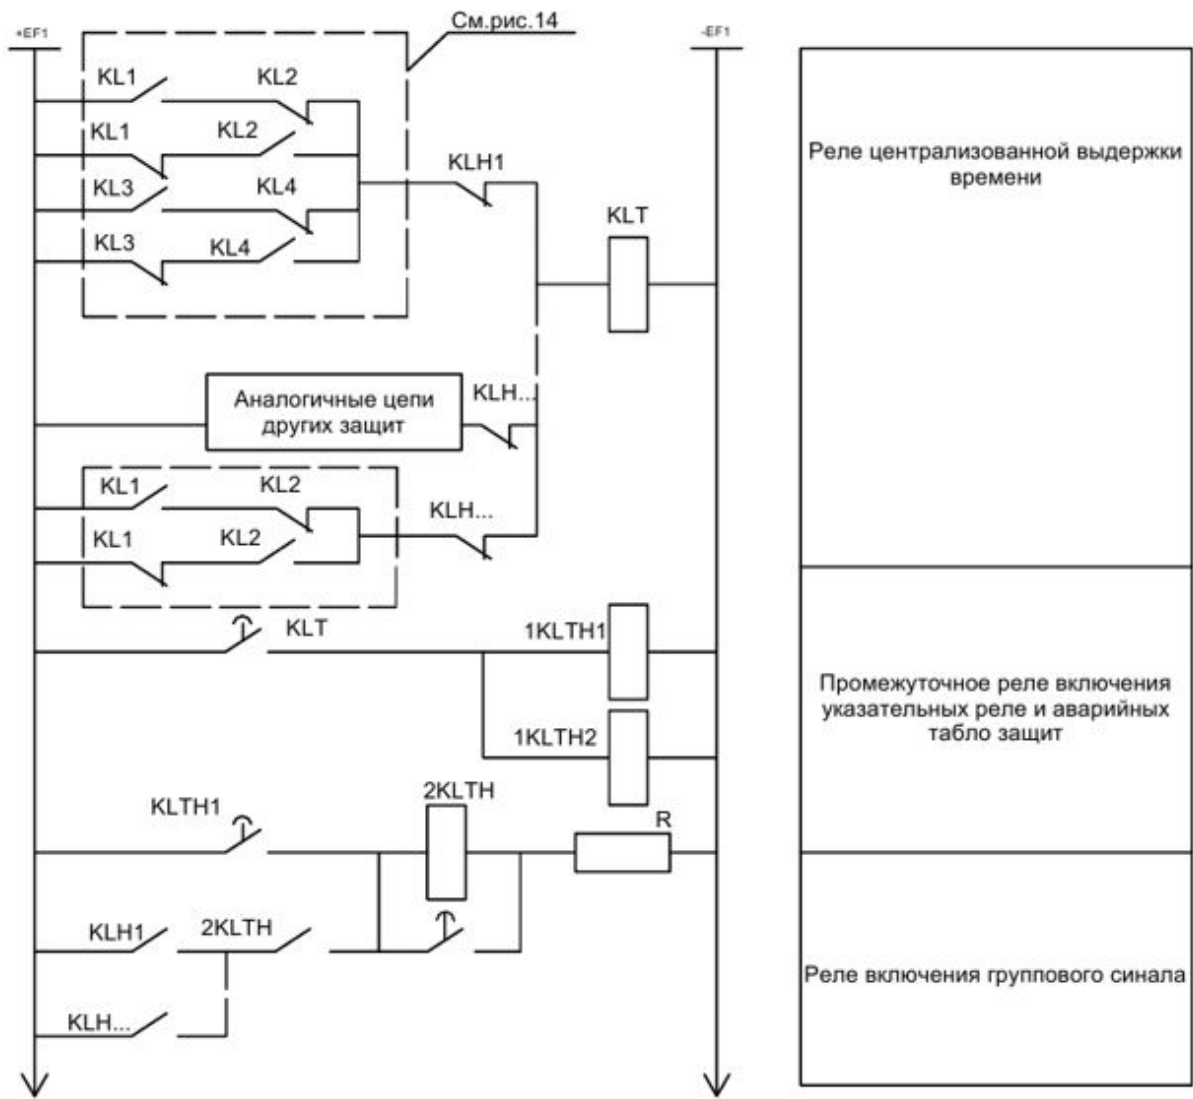 +EF1
См.рис.14
-EF1
KL1
KL2
KL1
KL2
KLH1
KL3
KL4
KLT
KL3
KL4
Реле централизованной выдержки
времени
Аналогичные цепи
других защит
KLH...
KL1
KL2
KLH...
KL1
KL2
KLT
1KLTH1
1KLTH2
Промежуточное реле включения
указательных реле и аварийных
табло защит
KLTH1
2KLTH
R
KLH1
2KLTH
KLH...
Реле включения группового синала